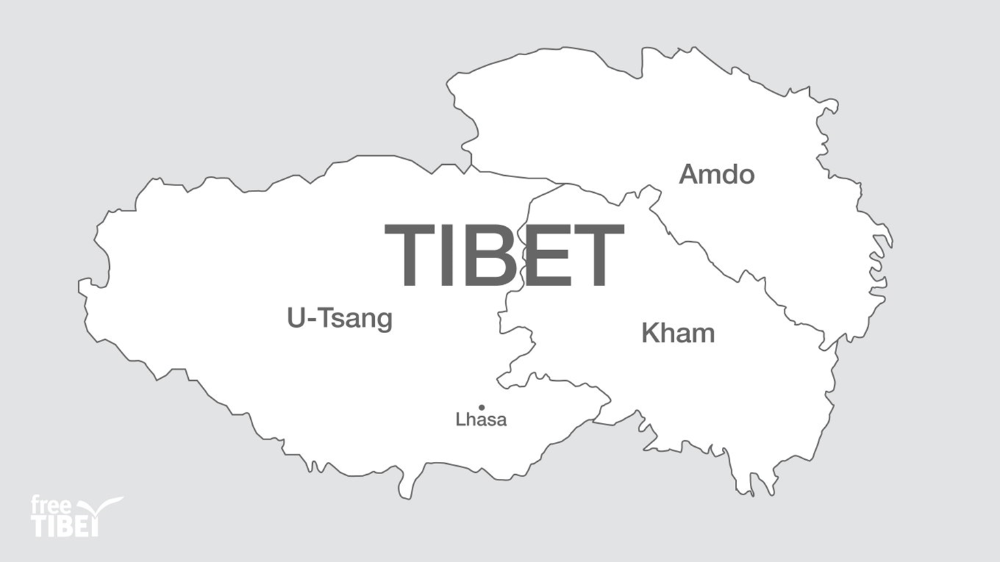 Amdo
TIBET
U-Tsang
Kham
Lhasa
free
TIBET